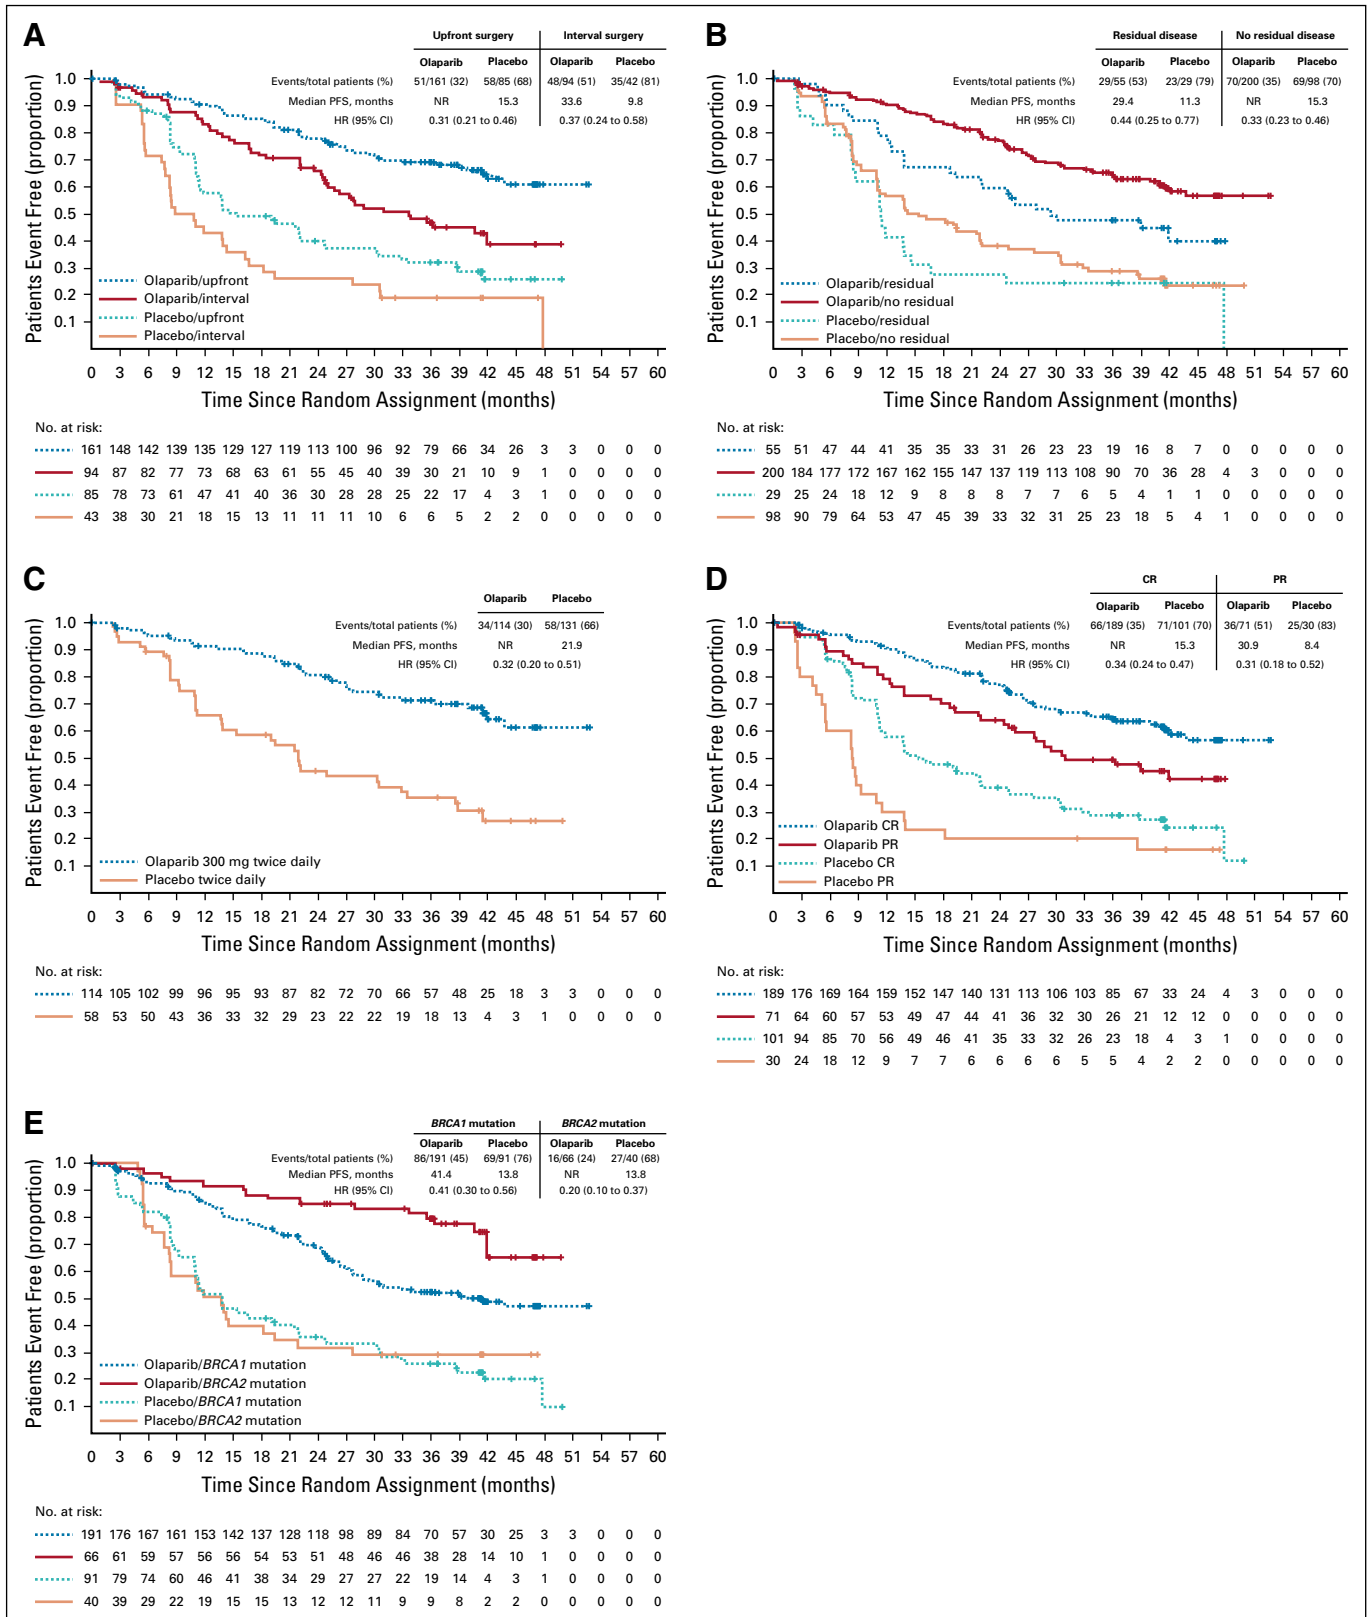 A
Upfront surgery Interval surgery
Olaparib Placebo Olaparib Placebo
Events/total patients (%) 51/161 (32) 58/85 (68) 48/94 (51) 35/42 (81)
Median PFS, months NR 15.3 33.6 9.8
HR (95% CI) 0.31 (0.21 to 0.46) 0.37 (0.24 to 0.58)
Patients Event Free (proportion)
1.0
0.9
0.8
0.7
0.6
0.5
0.4
0.3
0.2
0.1
Olaparib/upfront
Olaparib/interval
Placebo/upfront
Placebo/interval
0 3 6 9 12 15 18 21 24 27 30 33 36 39 42 45 48 51 54 57 60
Time Since Random Assignment (months)
No. at risk:
161 148 142 139 135 129 127 119 113 100 96 92 79 66 34 26 3 3 0 0 0
94 87 82 77 73 68 63 61 55 45 40 39 30 21 10 9 1 0 0 0 0
85 78 73 61 47 41 40 36 30 28 28 25 22 17 4 3 1 0 0 0 0
43 38 30 21 18 15 13 11 11 11 10 6 6 5 2 2 0 0 0 0 0
B
Residual disease No residual disease
Olaparib Placebo Olaparib Placebo
Events/total patients (%) 29/55 (53) 23/29 (79) 70/200 (35) 69/98 (70)
Median PFS, months 29.4 11.3 NR 15.3
HR (95% CI) 0.44 (0.25 to 0.77) 0.33 (0.23 to 0.46)
Patients Event Free (proportion)
1.0
0.9
0.8
0.7
0.6
0.5
0.4
0.3
0.2
0.1
Olaparib/residual
Olaparib/no residual
Placebo/residual
Placebo/no residual
0 3 6 9 12 15 18 21 24 27 30 33 36 39 42 45 48 51 54 57 60
Time Since Random Assignment (months)
No. at risk:
55 51 47 44 41 35 35 33 31 26 23 23 19 16 8 7 0 0 0 0 0
200 184 177 172 167 162 155 147 137 119 113 108 90 70 36 28 4 3 0 0 0
29 25 24 18 12 9 8 8 8 7 7 6 5 4 1 1 0 0 0 0 0
98 90 79 64 53 47 45 39 33 32 31 25 23 18 5 4 1 0 0 0 0
C
Olaparib Placebo
Events/total patients (%) 34/114 (30) 58/131 (66)
Median PFS, months NR 21.9
HR (95% CI) 0.32 (0.20 to 0.51)
Patients Event Free (proportion)
1.0
0.9
0.8
0.7
0.6
0.5
0.4
0.3
0.2
0.1
Olaparib 300 mg twice daily
Placebo twice daily
0 3 6 9 12 15 18 21 24 27 30 33 36 39 42 45 48 51 54 57 60
Time Since Random Assignment (months)
No. at risk:
114 105 102 99 96 95 93 87 82 72 70 66 57 48 25 18 3 3 0 0 0
58 53 50 43 36 33 32 29 23 22 22 19 18 13 4 3 1 0 0 0 0
D
CR PR
Olaparib Placebo Olaparib Placebo
Events/total patients (%) 66/189 (35) 71/101 (70) 36/71 (51) 25/30 (83)
Median PFS, months NR 15.3 30.9 8.4
HR (95% CI) 0.34 (0.24 to 0.47) 0.31 (0.18 to 0.52)
Patients Event Free (proportion)
1.0
0.9
0.8
0.7
0.6
0.5
0.4
0.3
0.2
0.1
Olaparib CR
Olaparib PR
Placebo CR
Placebo PR
0 3 6 9 12 15 18 21 24 27 30 33 36 39 42 45 48 51 54 57 60
Time Since Random Assignment (months)
No. at risk:
189 176 169 164 159 152 147 140 131 113 106 103 85 67 33 24 4 3 0 0 0
71 64 60 57 53 49 47 44 41 36 32 30 26 21 12 12 0 0 0 0 0
101 94 85 70 56 49 46 41 35 33 32 26 23 18 4 3 1 0 0 0 0
30 24 18 12 9 7 7 6 6 6 6 5 5 4 2 2 0 0 0 0 0
E
BRCA1 mutation BRCA2 mutation
Olaparib Placebo Olaparib Placebo
Events/total patients (%) 86/191 (45) 69/91 (76) 16/66 (24) 27/40 (68)
Median PFS, months 41.4 13.8 NR 13.8
HR (95% CI) 0.41 (0.30 to 0.56) 0.20 (0.10 to 0.37)
Patients Event Free (proportion)
1.0
0.9
0.8
0.7
0.6
0.5
0.4
0.3
0.2
0.1
Olaparib/BRCA1 mutation
Olaparib/BRCA2 mutation
Placebo/BRCA1 mutation
Placebo/BRCA2 mutation
0 3 6 9 12 15 18 21 24 27 30 33 36 39 42 45 48 51 54 57 60
Time Since Random Assignment (months)
No. at risk:
191 176 167 161 153 142 137 128 118 98 89 84 70 57 30 25 3 3 0 0 0
66 61 59 57 56 56 54 53 51 48 46 46 38 28 14 10 1 0 0 0 0
91 79 74 60 46 41 38 34 29 27 27 22 19 14 4 3 1 0 0 0 0
40 39 29 22 19 15 15 13 12 12 11 9 9 8 2 2 0 0 0 0 0